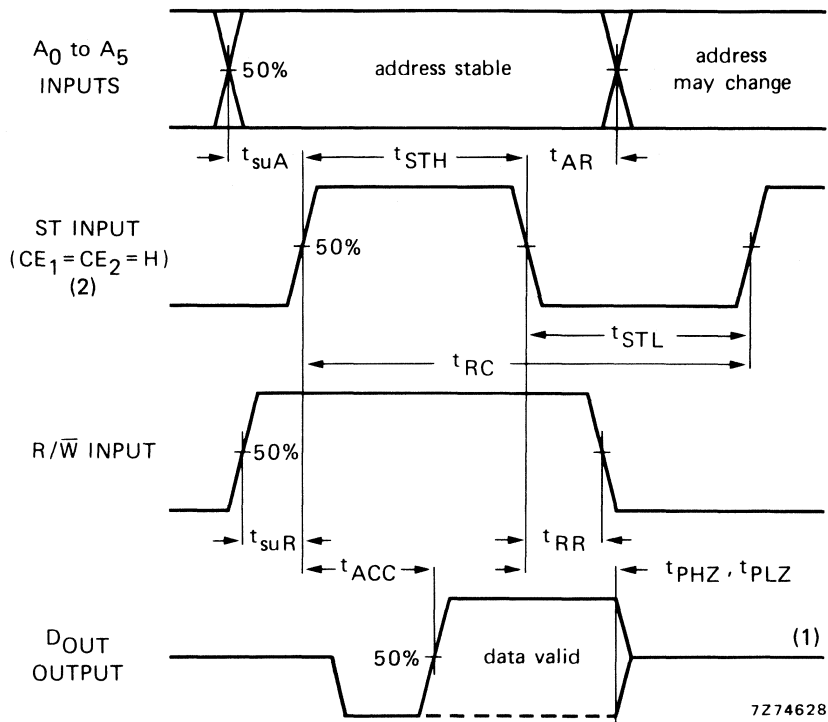 A0 to A5
INPUTS
50%
address stable
address
may change
tsuA
tSTH
tAR
ST INPUT
(CE1 = CE2 = H)
(2)
50%
tSTL
tRC
R/W̅ INPUT
50%
tsuR
tACC
tRR
tPHZ , tPLZ
DOUT
OUTPUT
50%
data valid
(1)
7Z74628